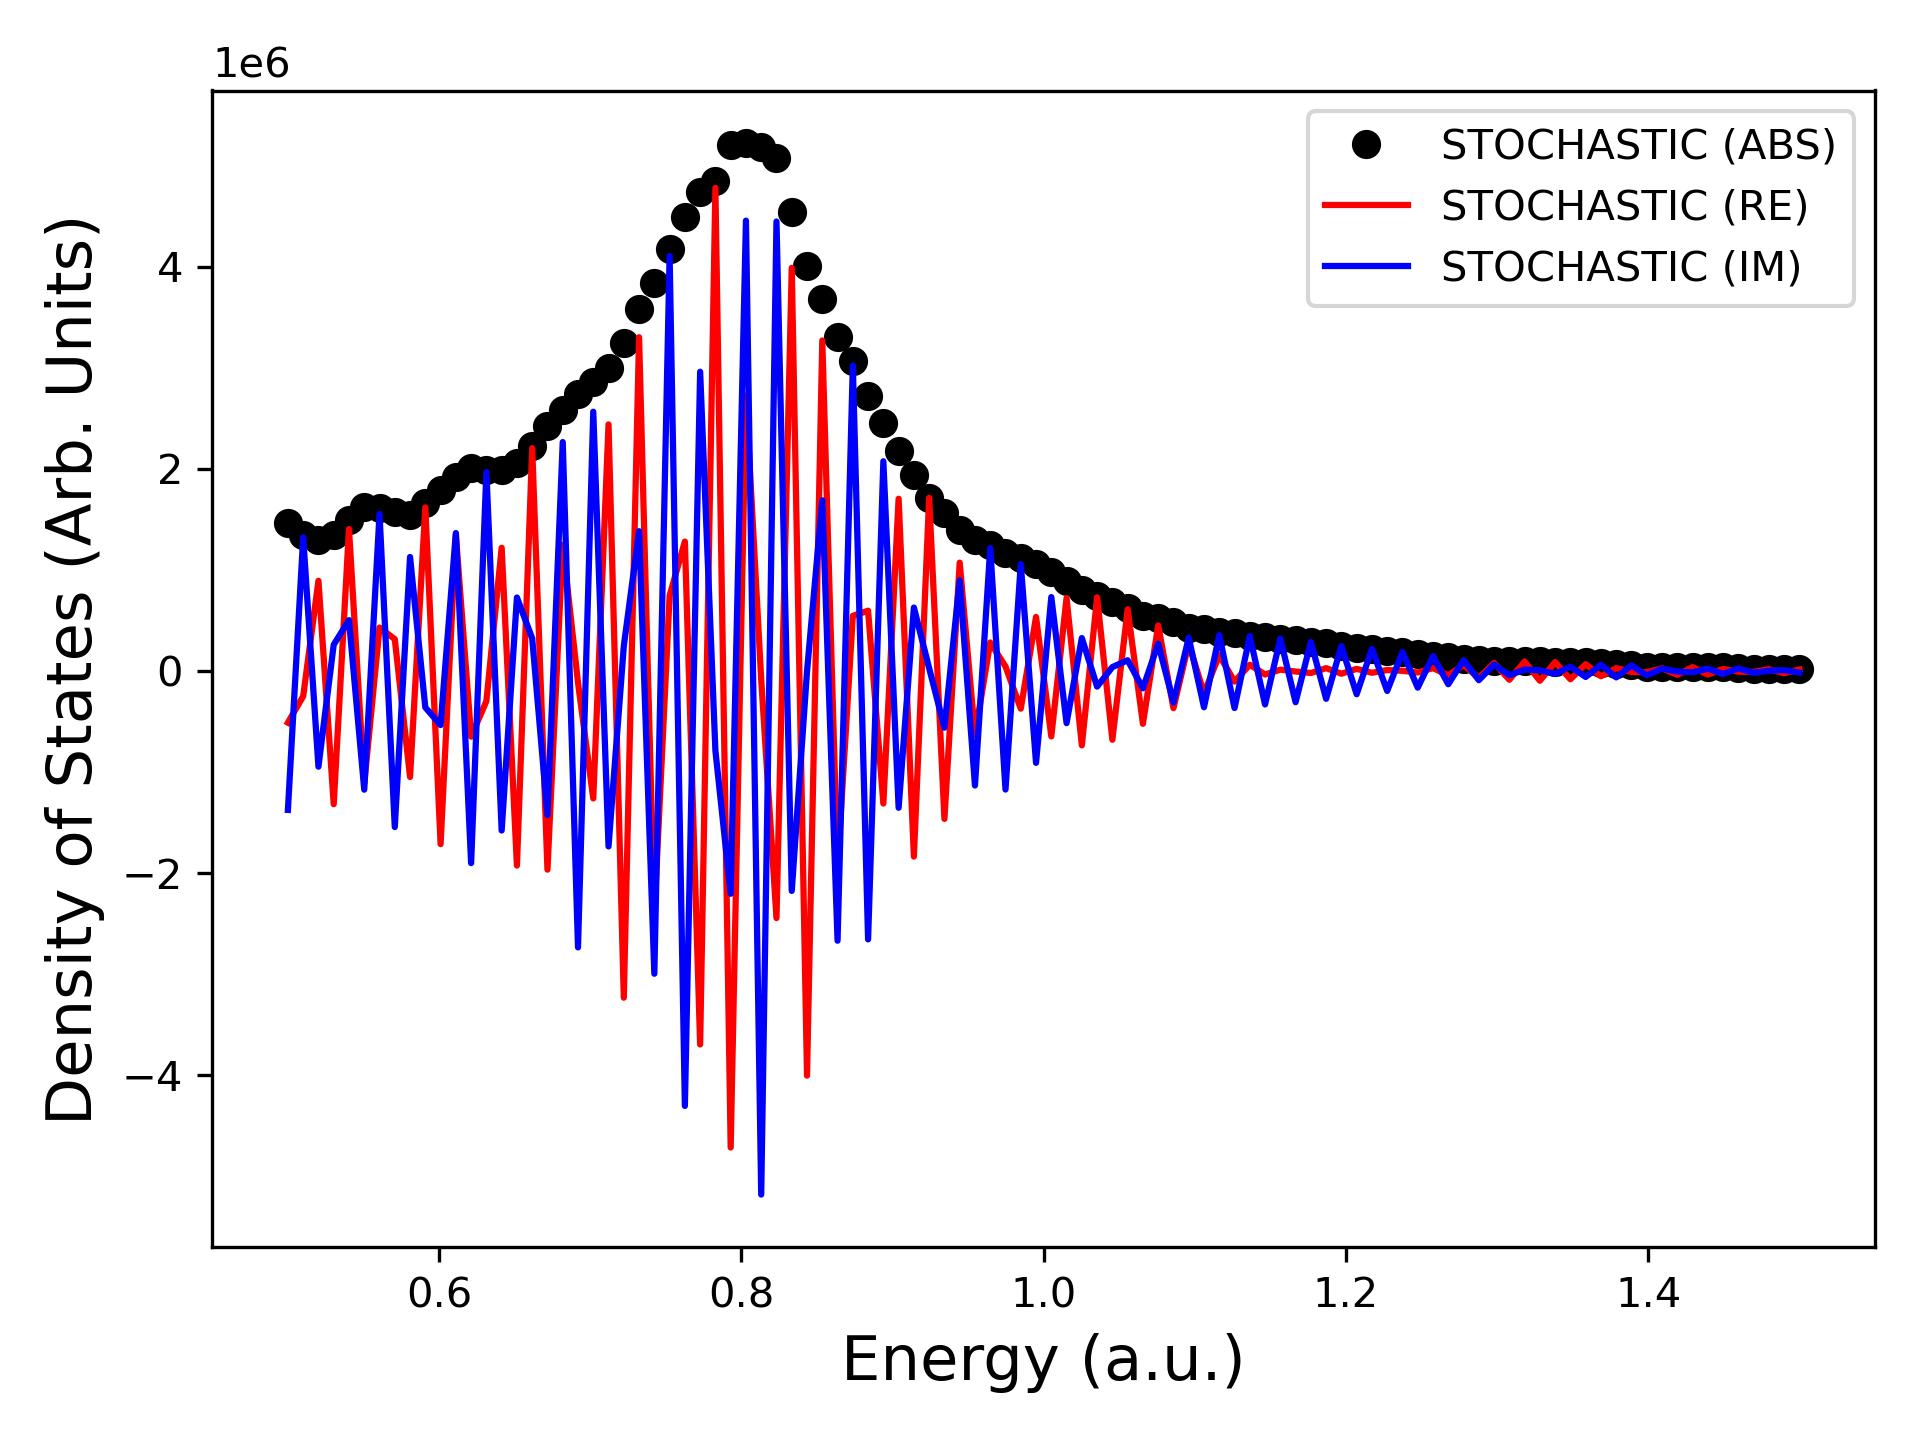 1e6
STOCHASTIC (ABS)
STOCHASTIC (RE)
STOCHASTIC (IM)
Density of States (Arb. Units)
4
2
0
−2
−4
0.6 0.8 1.0 1.2 1.4
Energy (a.u.)